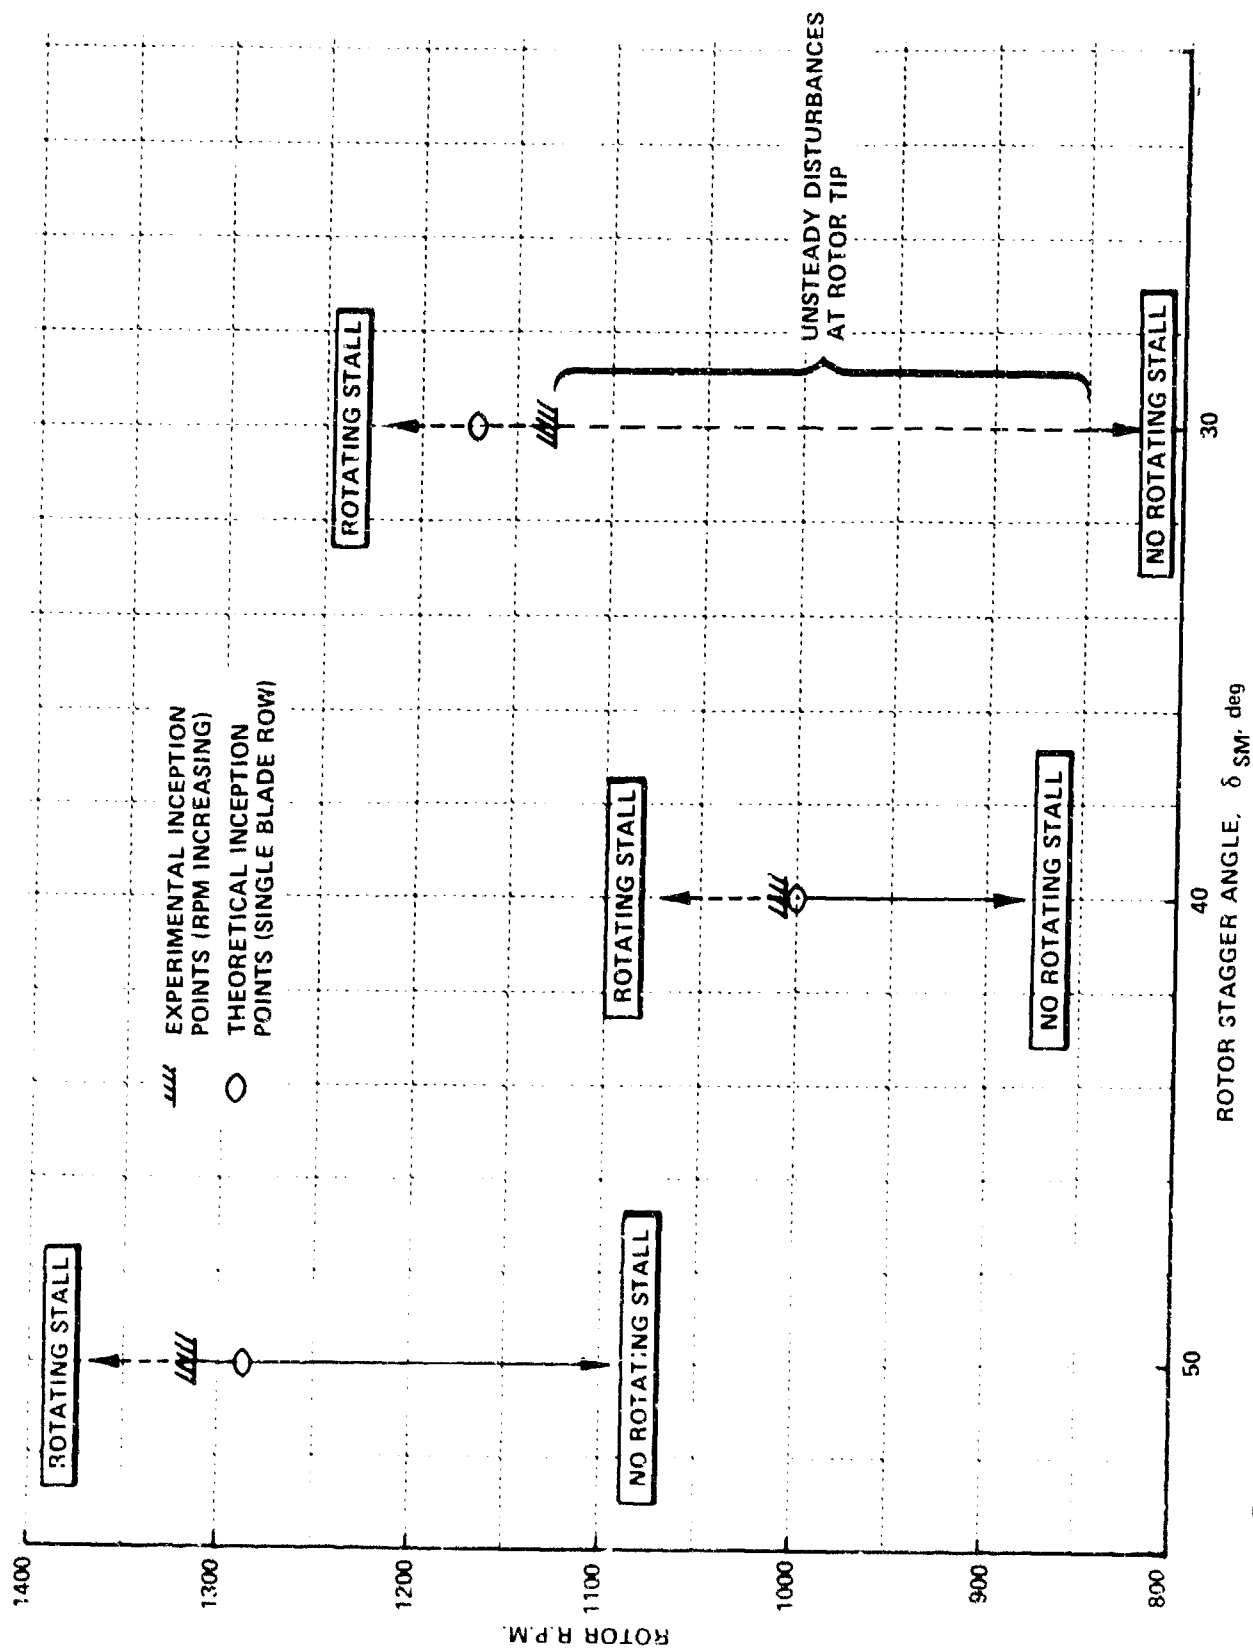 1400
1300
1200
1100
1000
900
800
ROTOR R.P.M.
50
40
30
ROTOR STAGGER ANGLE, δ SM, deg
EXPERIMENTAL INCEPTION
POINTS (RPM INCREASING)
THEORETICAL INCEPTION
POINTS (SINGLE BLADE ROW)
ROTATING STALL
NO ROTATING STALL
ROTATING STALL
NO ROTATING STALL
ROTATING STALL
NO ROTATING STALL
UNSTEADY DISTURBANCES
AT ROTOR TIP